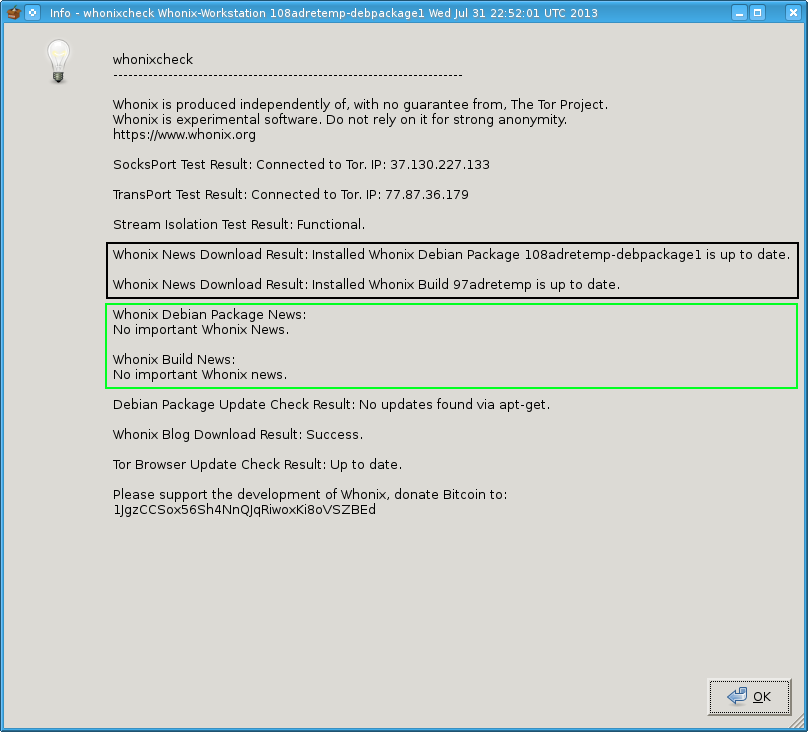 Info - whonixcheck Whonix-Workstation 108adretemp-debpackage1 Wed Jul 31 22:52:01 UTC 2013
whonixcheck
----------------------------------------------------------------------
Whonix is produced independently of, with no guarantee from, The Tor Project.
Whonix is experimental software. Do not rely on it for strong anonymity.
https://www.whonix.org
SocksPort Test Result: Connected to Tor. IP: 37.130.227.133
TransPort Test Result: Connected to Tor. IP: 77.87.36.179
Stream Isolation Test Result: Functional.
Whonix News Download Result: Installed Whonix Debian Package 108adretemp-debpackage1 is up to date.
Whonix News Download Result: Installed Whonix Build 97adretemp is up to date.
Whonix Debian Package News:
No important Whonix News.
Whonix Build News:
No important Whonix news.
Debian Package Update Check Result: No updates found via apt-get.
Whonix Blog Download Result: Success.
Tor Browser Update Check Result: Up to date.
Please support the development of Whonix, donate Bitcoin to:
1JgzCCSox56Sh4NnQJqRiwoxKi8oVSZBEd
OK